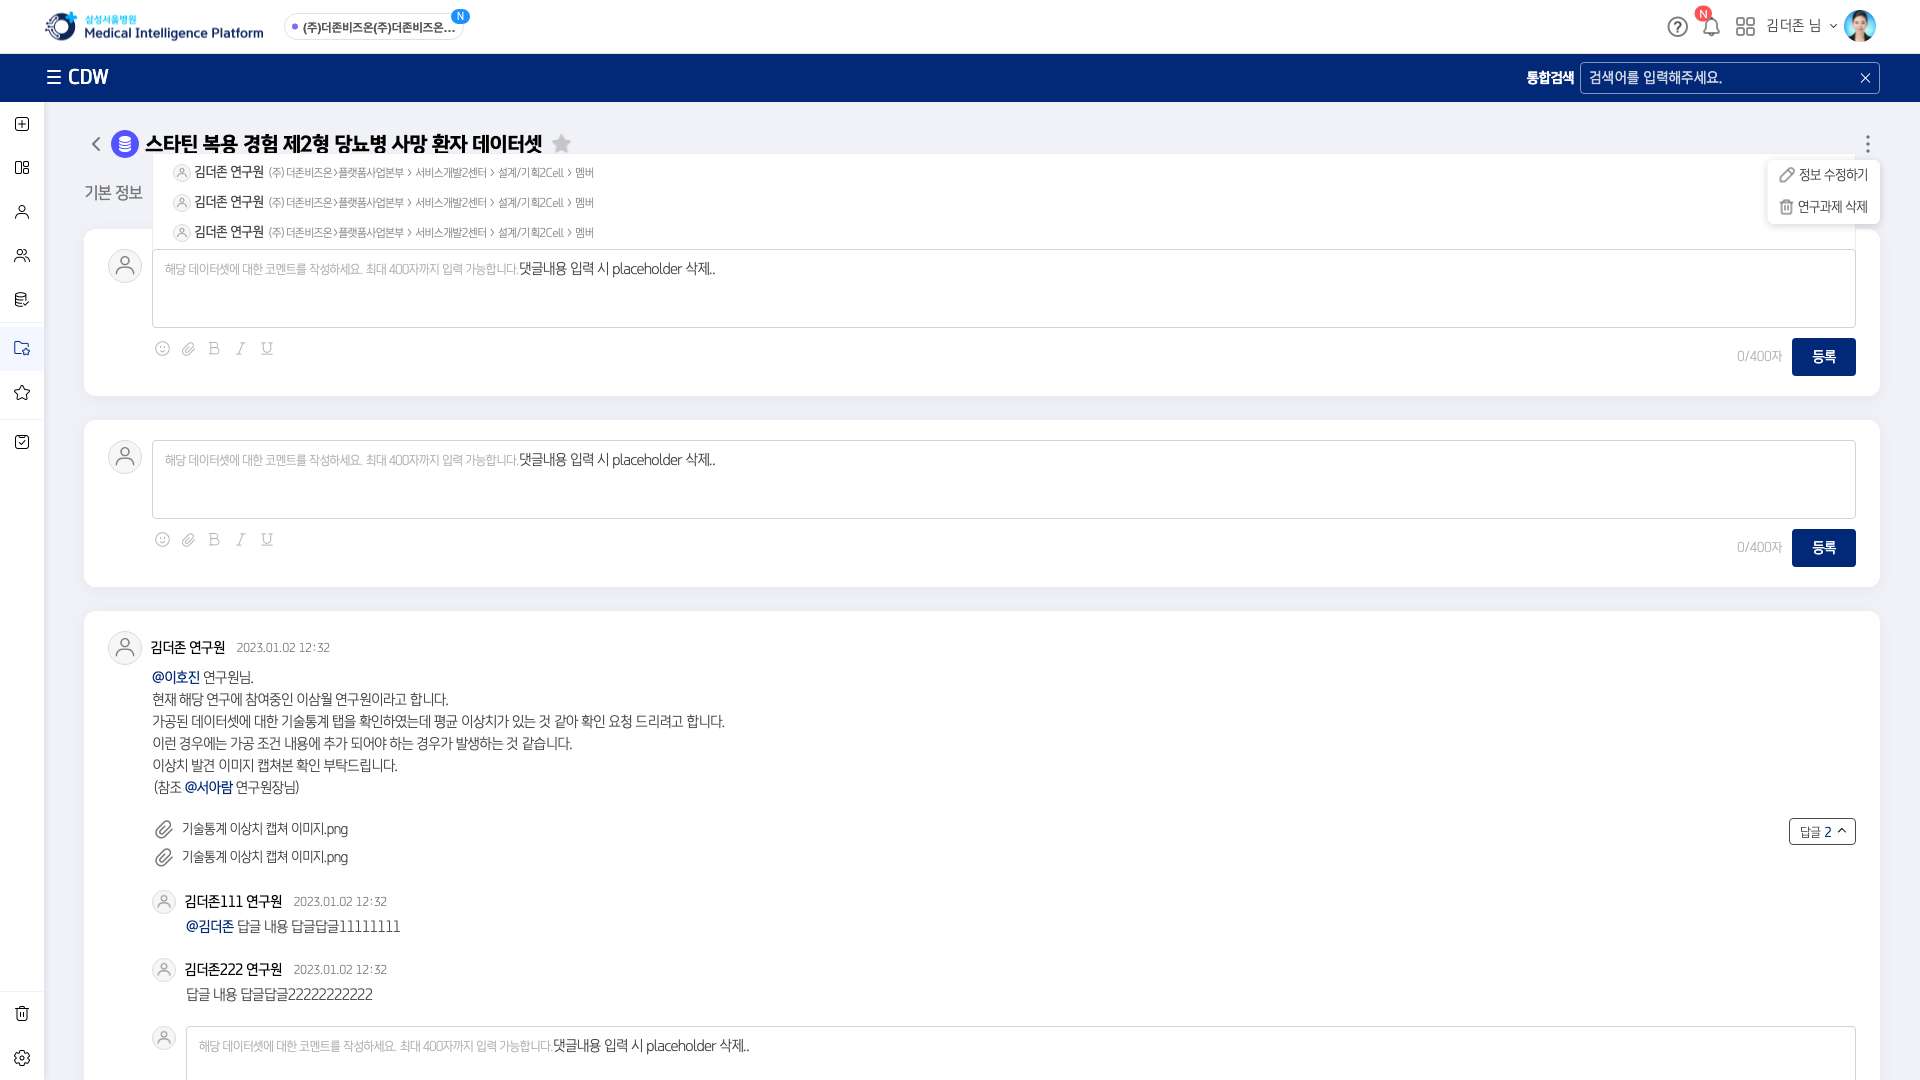 삼성서울병원
Medical Intelligence Platform
(주)더존비즈온(주)더존비즈온...
N
N
김더존 님
CDW
통합검색
검색어를 입력해주세요.
스타틴 복용 경험 제2형 당뇨병 사망 환자 데이터셋
기본 정보
김더존 연구원 (주) 더존비즈온>플랫폼사업본부 > 서비스개발2센터 > 설계/기획2Cell > 멤버
김더존 연구원 (주) 더존비즈온>플랫폼사업본부 > 서비스개발2센터 > 설계/기획2Cell > 멤버
김더존 연구원 (주) 더존비즈온>플랫폼사업본부 > 서비스개발2센터 > 설계/기획2Cell > 멤버
정보 수정하기
연구과제 삭제
해당 데이터셋에 대한 코멘트를 작성하세요. 최대 400자까지 입력 가능합니다.댓글내용 입력 시 placeholder 삭제..
B I U
0/400자
등록
해당 데이터셋에 대한 코멘트를 작성하세요. 최대 400자까지 입력 가능합니다.댓글내용 입력 시 placeholder 삭제..
B I U
0/400자
등록
김더존 연구원 2023.01.02 12:32
@이호진 연구원님.
현재 해당 연구에 참여중인 이삼월 연구원이라고 합니다.
가공된 데이터셋에 대한 기술통계 탭을 확인하였는데 평균 이상치가 있는 것 같아 확인 요청 드리려고 합니다.
이런 경우에는 가공 조건 내용에 추가 되어야 하는 경우가 발생하는 것 같습니다.
이상치 발견 이미지 캡쳐본 확인 부탁드립니다.
(참조 @서아람 연구원장님)
기술통계 이상치 캡쳐 이미지.png
기술통계 이상치 캡쳐 이미지.png
답글 2
김더존111 연구원 2023.01.02 12:32
@김더존 답글 내용 답글답글11111111
김더존222 연구원 2023.01.02 12:32
답글 내용 답글답글22222222222
해당 데이터셋에 대한 코멘트를 작성하세요. 최대 400자까지 입력 가능합니다.댓글내용 입력 시 placeholder 삭제..